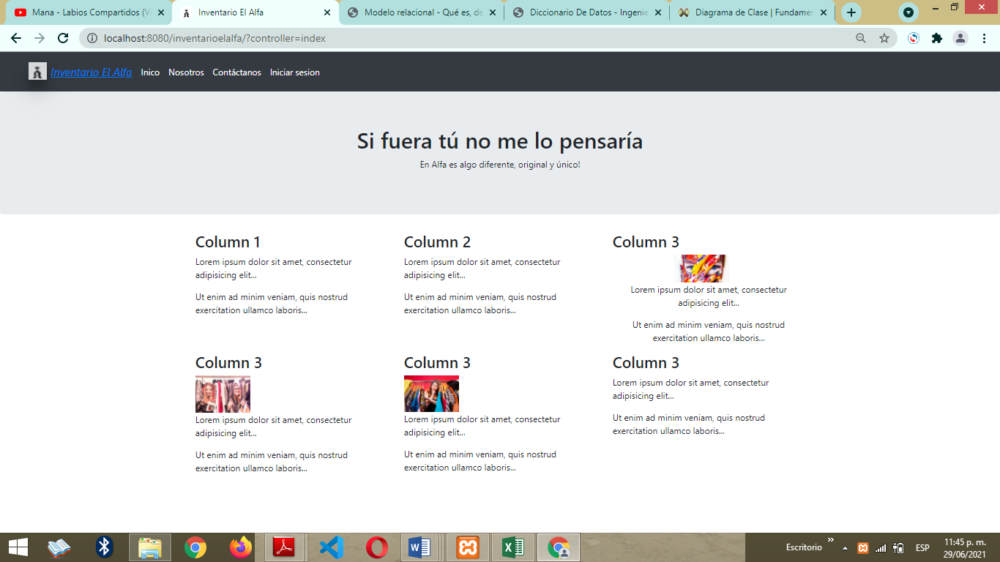 Mana - Labios Compartidos (V
Inventario El Alfa
Modelo relacional - Qué es, de
Diccionario De Datos - Ingenie
Diagrama de Clase | Fundamen
localhost:8080/inventarioelalfa/?controller=index
Inventario El Alfa Inico Nosotros Contáctanos Iniciar sesion
Si fuera tú no me lo pensaría
En Alfa es algo diferente, original y único!
Column 1
Lorem ipsum dolor sit amet, consectetur
adipisicing elit...
Ut enim ad minim veniam, quis nostrud
exercitation ullamco laboris...
Column 2
Lorem ipsum dolor sit amet, consectetur
adipisicing elit...
Ut enim ad minim veniam, quis nostrud
exercitation ullamco laboris...
Column 3
Lorem ipsum dolor sit amet, consectetur
adipisicing elit...
Ut enim ad minim veniam, quis nostrud
exercitation ullamco laboris...
Column 3
Lorem ipsum dolor sit amet, consectetur
adipisicing elit...
Ut enim ad minim veniam, quis nostrud
exercitation ullamco laboris...
Column 3
Lorem ipsum dolor sit amet, consectetur
adipisicing elit...
Ut enim ad minim veniam, quis nostrud
exercitation ullamco laboris...
Column 3
Lorem ipsum dolor sit amet, consectetur
adipisicing elit...
Ut enim ad minim veniam, quis nostrud
exercitation ullamco laboris...
Escritorio
ESP
11:45 p. m.
29/06/2021